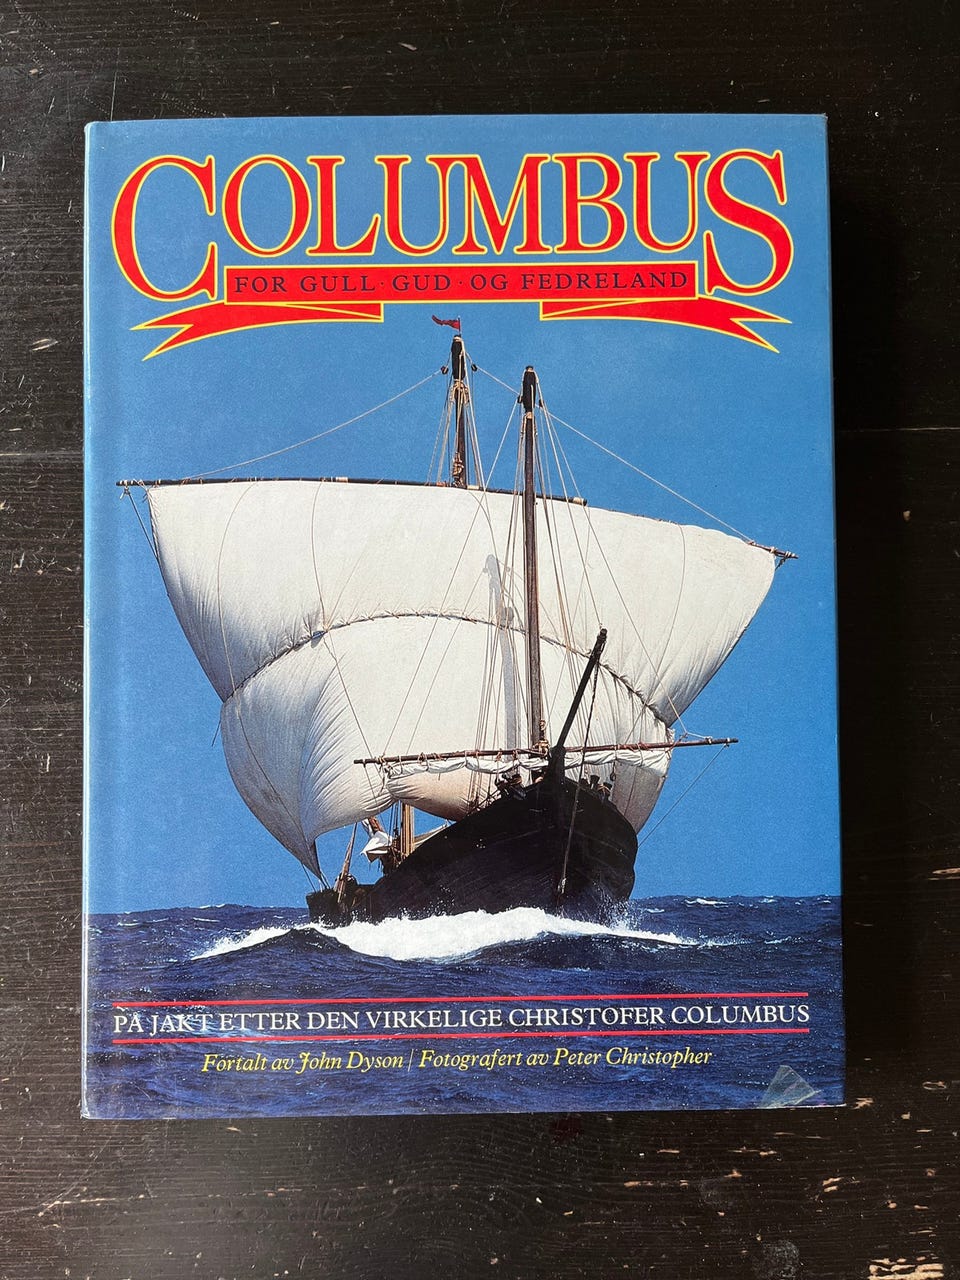 COLUMBUS
FOR GULL · GUD · OG FEDRELAND
PÅ JAKT ETTER DEN VIRKELIGE CHRISTOFER COLUMBUS
Fortalt av John Dyson | Fotografert av Peter Christopher